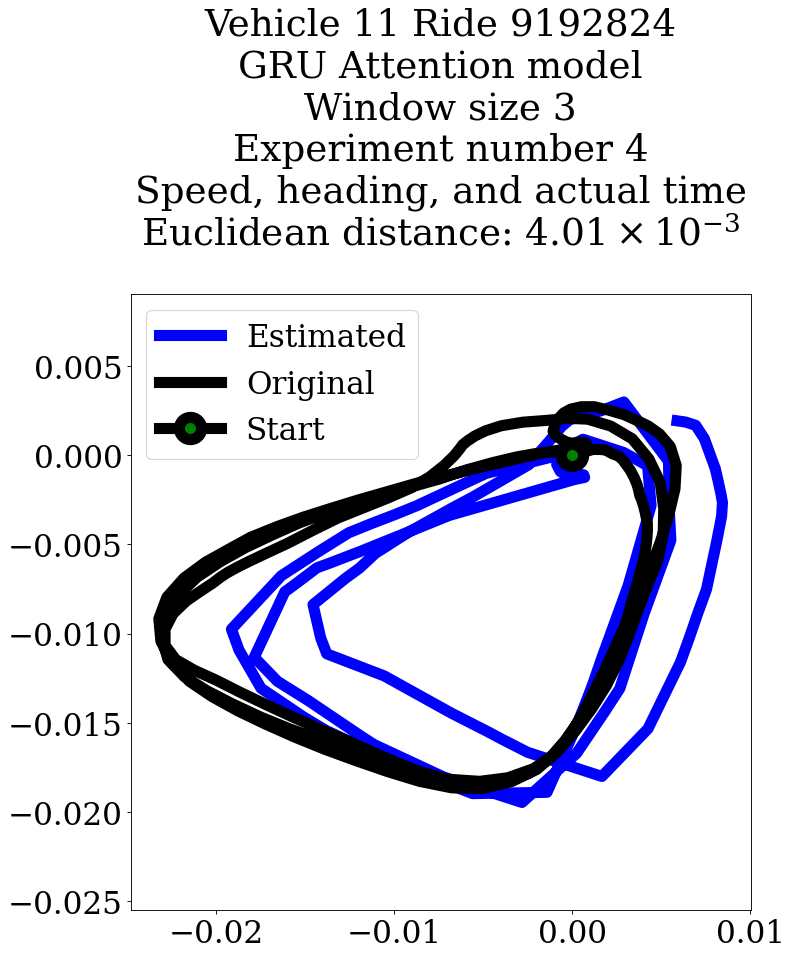 Vehicle 11 Ride 9192824
GRU Attention model
Window size 3
Experiment number 4
Speed, heading, and actual time
Euclidean distance: 4.01 × 10⁻³
Estimated
Original
Start
0.005
0.000
−0.005
−0.010
−0.015
−0.020
−0.025
−0.02
−0.01
0.00
0.01